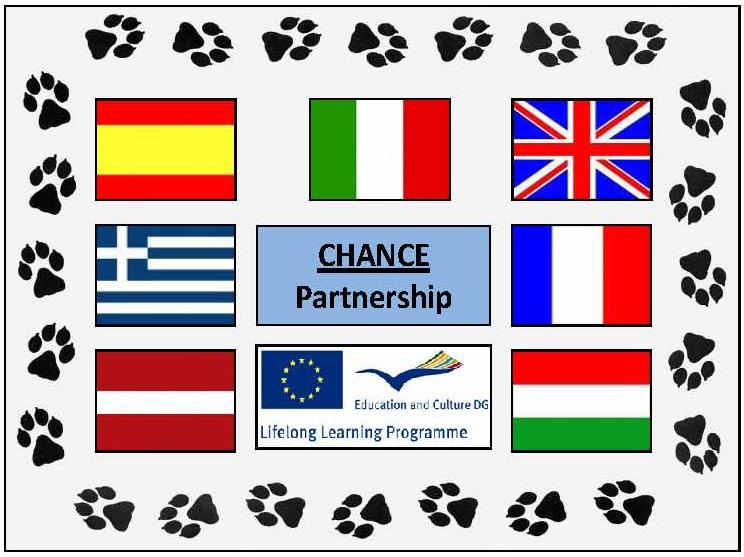 CHANCE
Partnership
Education and Culture DG
Lifelong Learning Programme